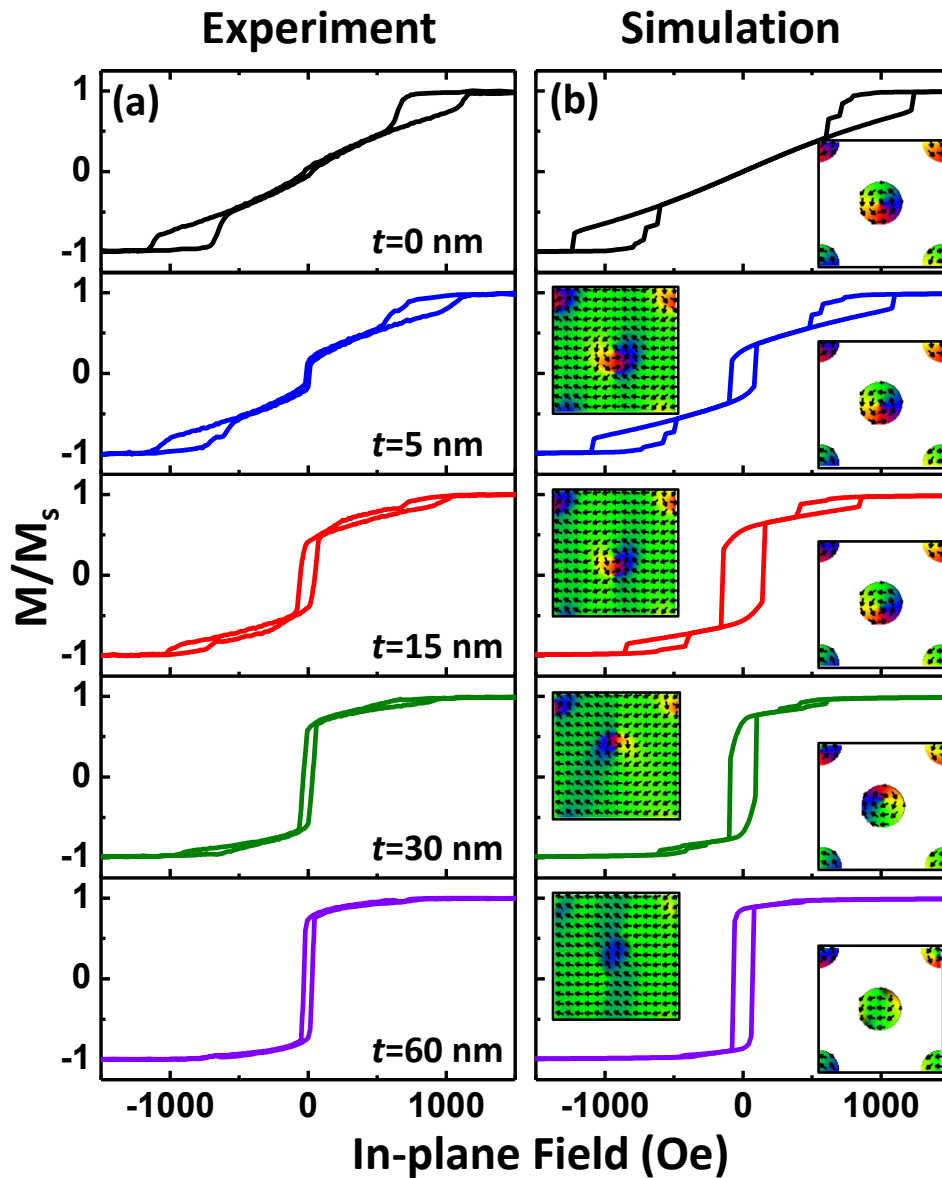 Experiment Simulation
(a) (b)
1
0
-1
t=0 nm
1
0
-1
t=5 nm
1
0
-1
t=15 nm
1
0
-1
t=30 nm
1
0
-1
t=60 nm
M/Ms
-1000 0 1000 -1000 0 1000
In-plane Field (Oe)